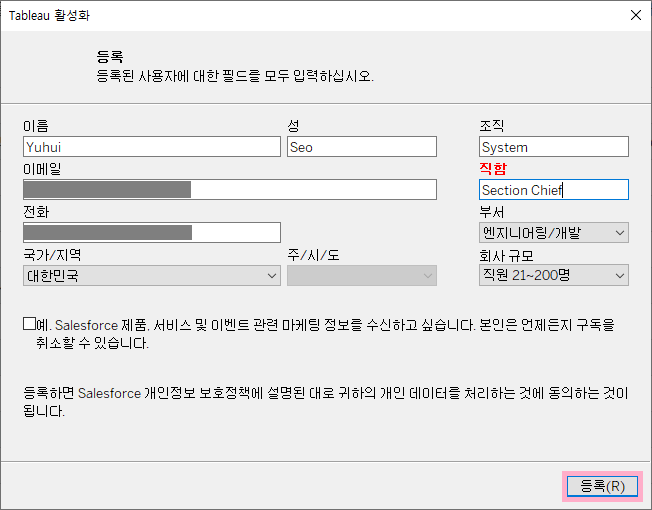 Tableau 활성화
등록
등록된 사용자에 대한 필드를 모두 입력하십시오.
이름 성 조직
Yuhui Seo System
이메일 직함
Section Chief
전화 부서
엔지니어링/개발
국가/지역 주/시/도 회사 규모
대한민국 직원 21~200명
예. Salesforce 제품, 서비스 및 이벤트 관련 마케팅 정보를 수신하고 싶습니다. 본인은 언제든지 구독을
취소할 수 있습니다.
등록하면 Salesforce 개인정보 보호정책에 설명된 대로 귀하의 개인 데이터를 처리하는 것에 동의하는 것이
됩니다.
등록(R)